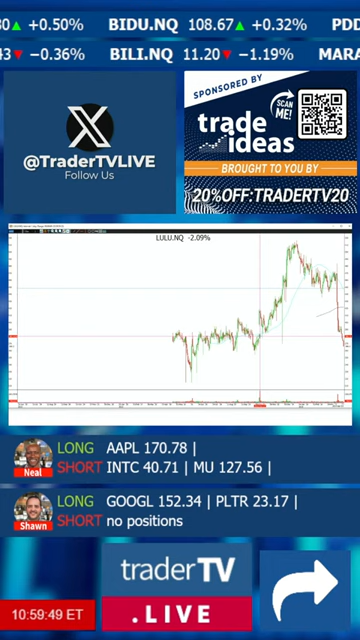 80▲ +0.50% BIDU.NQ 108.67▲ +0.32% PDD
43▼ −0.36% BILI.NQ 11.20▼ −1.19% MARA
@TraderTVLIVE
Follow Us
SPONSORED BY
SCAN ME!
trade ideas
BROUGHT TO YOU BY
20%OFF:TRADERTV20
LULU.NQ -2.09%
LONG AAPL 170.78 |
SHORT INTC 40.71 | MU 127.56 |
Neal
LONG GOOGL 152.34 | PLTR 23.17 |
SHORT no positions
Shawn
traderTV
.LIVE
10:59:49 ET